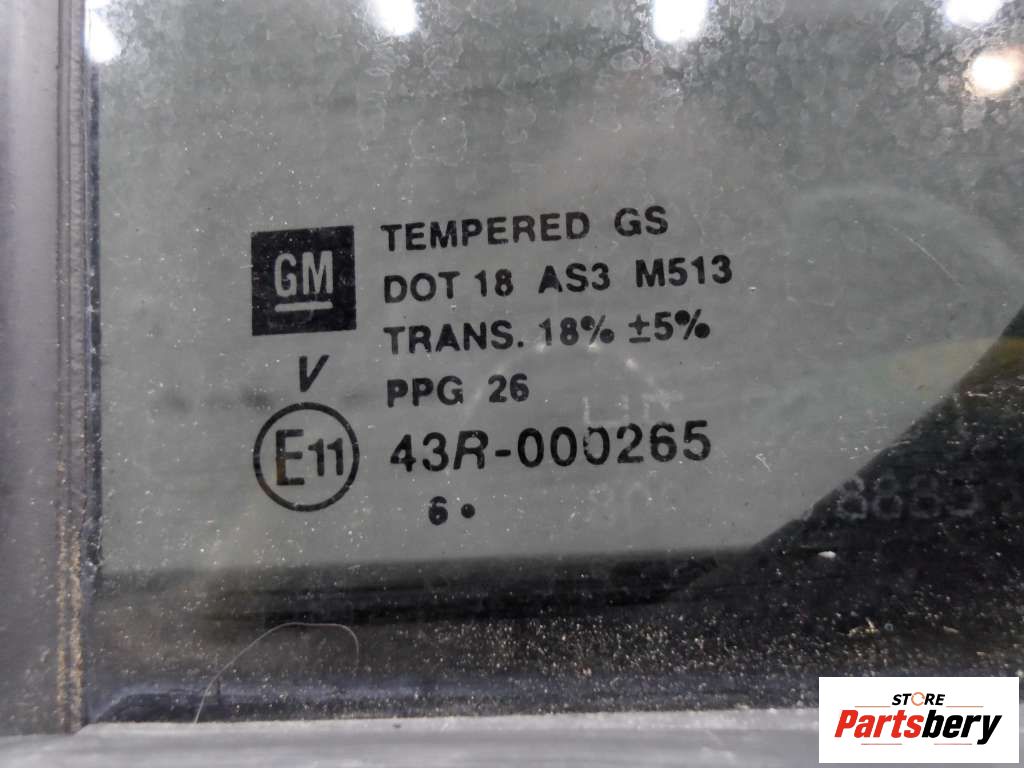 GM
TEMPERED GS
DOT 18 AS3 M513
TRANS. 18% ±5%
V
PPG 26
E11
43R-000265
6•
STORE
Partsbery